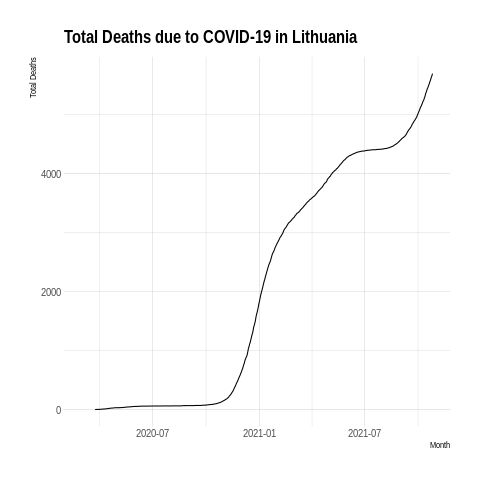 Total Deaths due to COVID-19 in Lithuania
Total Deaths
4000
2000
0
2020-07
2021-01
2021-07
Month